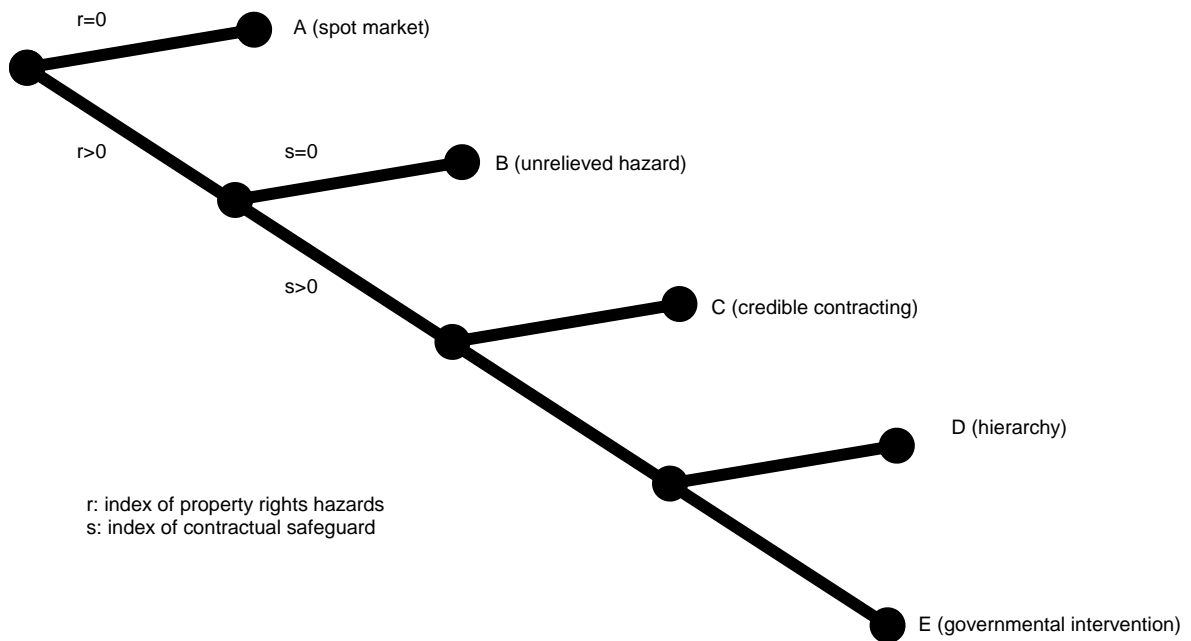 r=0
A (spot market)
r>0
s=0
B (unrelieved hazard)
s>0
C (credible contracting)
D (hierarchy)
r: index of property rights hazards
s: index of contractual safeguard
E (governmental intervention)